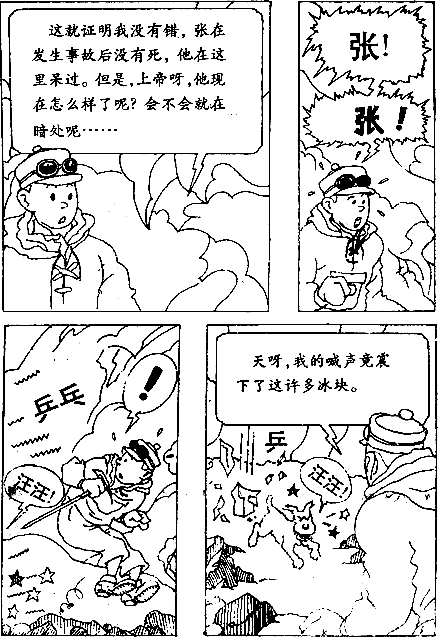 这就证明我没有错，张在
发生事故后没有死，他在这
里呆过。但是，上帝呀，他现
在怎么样了呢？会不会就在
暗处呢……
张！
张！
！
乒乓
汪汪！
天呀，我的喊声竟震
下了这许多冰块。
乒
汪汪！